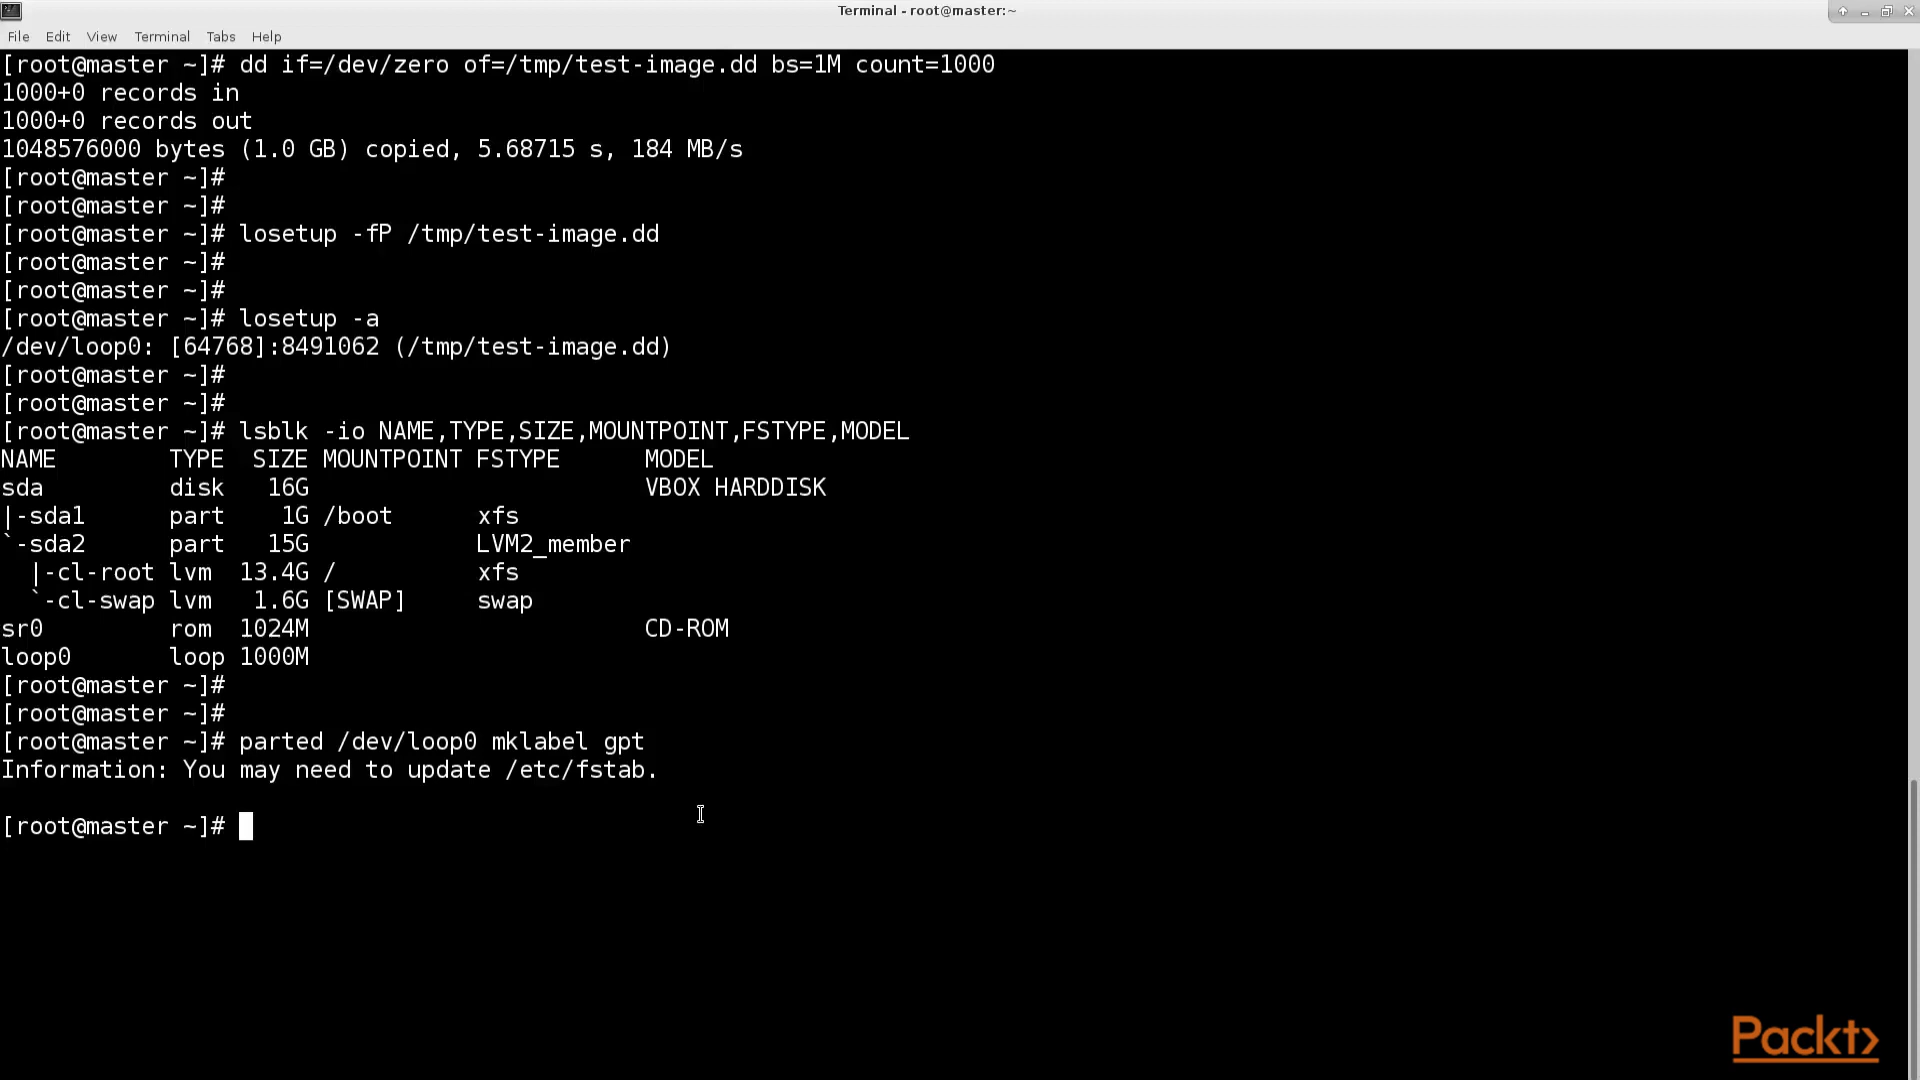 Terminal - root@master:~
File Edit View Terminal Tabs Help
[root@master ~]# dd if=/dev/zero of=/tmp/test-image.dd bs=1M count=1000
1000+0 records in
1000+0 records out
1048576000 bytes (1.0 GB) copied, 5.68715 s, 184 MB/s
[root@master ~]#
[root@master ~]#
[root@master ~]# losetup -fP /tmp/test-image.dd
[root@master ~]#
[root@master ~]#
[root@master ~]# losetup -a
/dev/loop0: [64768]:8491062 (/tmp/test-image.dd)
[root@master ~]#
[root@master ~]#
[root@master ~]# lsblk -io NAME,TYPE,SIZE,MOUNTPOINT,FSTYPE,MODEL
NAME        TYPE  SIZE MOUNTPOINT FSTYPE      MODEL
sda         disk   16G                        VBOX HARDDISK
|-sda1      part    1G /boot      xfs
`-sda2      part   15G            LVM2_member
  |-cl-root lvm  13.4G /          xfs
  `-cl-swap lvm   1.6G [SWAP]     swap
sr0         rom  1024M                        CD-ROM
loop0       loop 1000M
[root@master ~]#
[root@master ~]#
[root@master ~]# parted /dev/loop0 mklabel gpt
Information: You may need to update /etc/fstab.
[root@master ~]#
Packt>